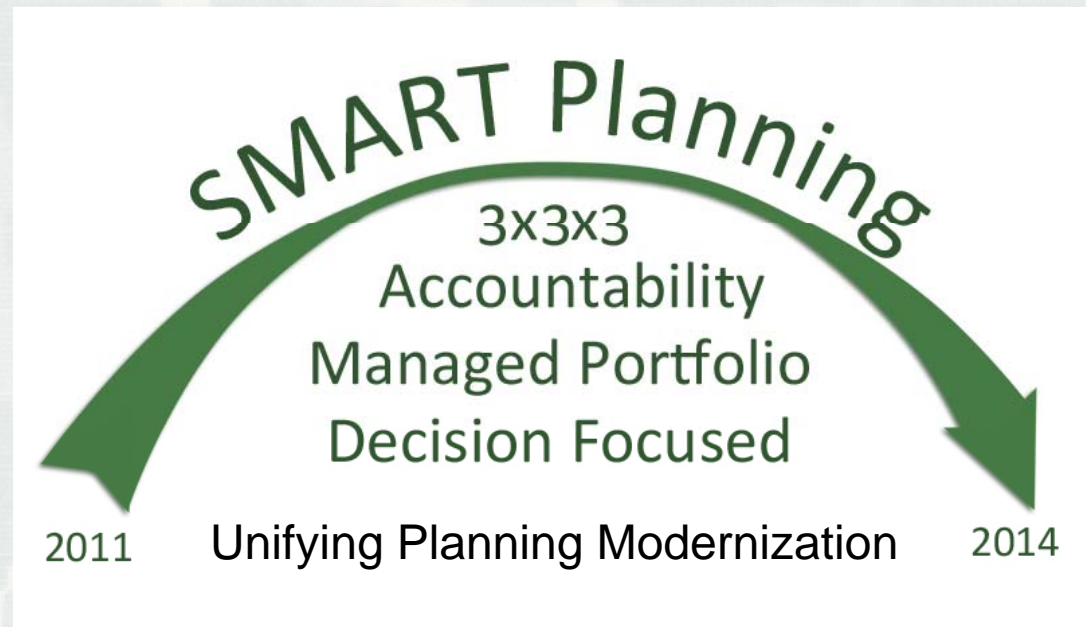 SMART Planning
3x3x3
Accountability
Managed Portfolio
Decision Focused
2011 Unifying Planning Modernization 2014